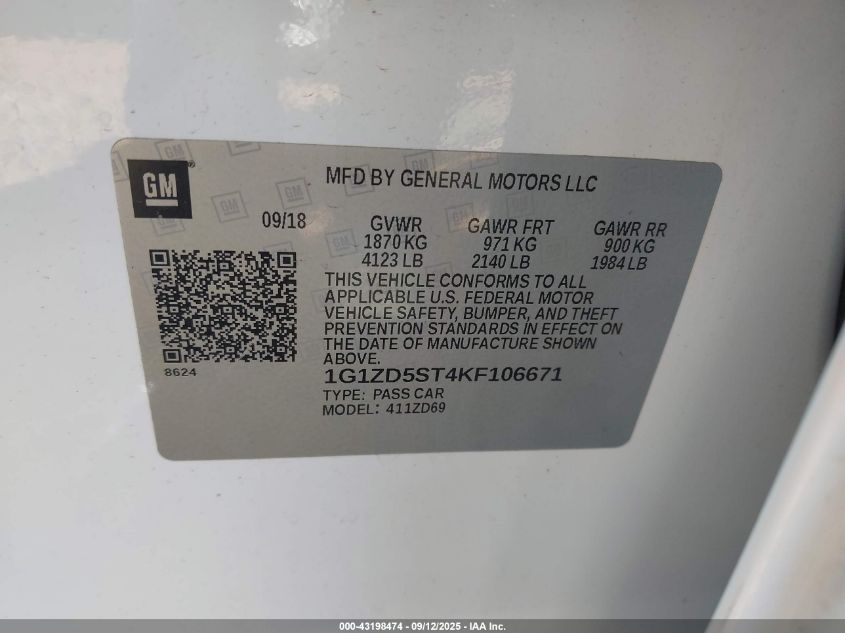 GM
MFD BY GENERAL MOTORS LLC
09/18 GVWR GAWR FRT GAWR RR
1870 KG 971 KG 900 KG
4123 LB 2140 LB 1984 LB
THIS VEHICLE CONFORMS TO ALL
APPLICABLE U.S. FEDERAL MOTOR
VEHICLE SAFETY, BUMPER, AND THEFT
PREVENTION STANDARDS IN EFFECT ON
THE DATE OF MANUFACTURE SHOWN
ABOVE.
8624
1G1ZD5ST4KF106671
TYPE: PASS CAR
MODEL: 411ZD69
000-43198474 - 09/12/2025 - IAA Inc.